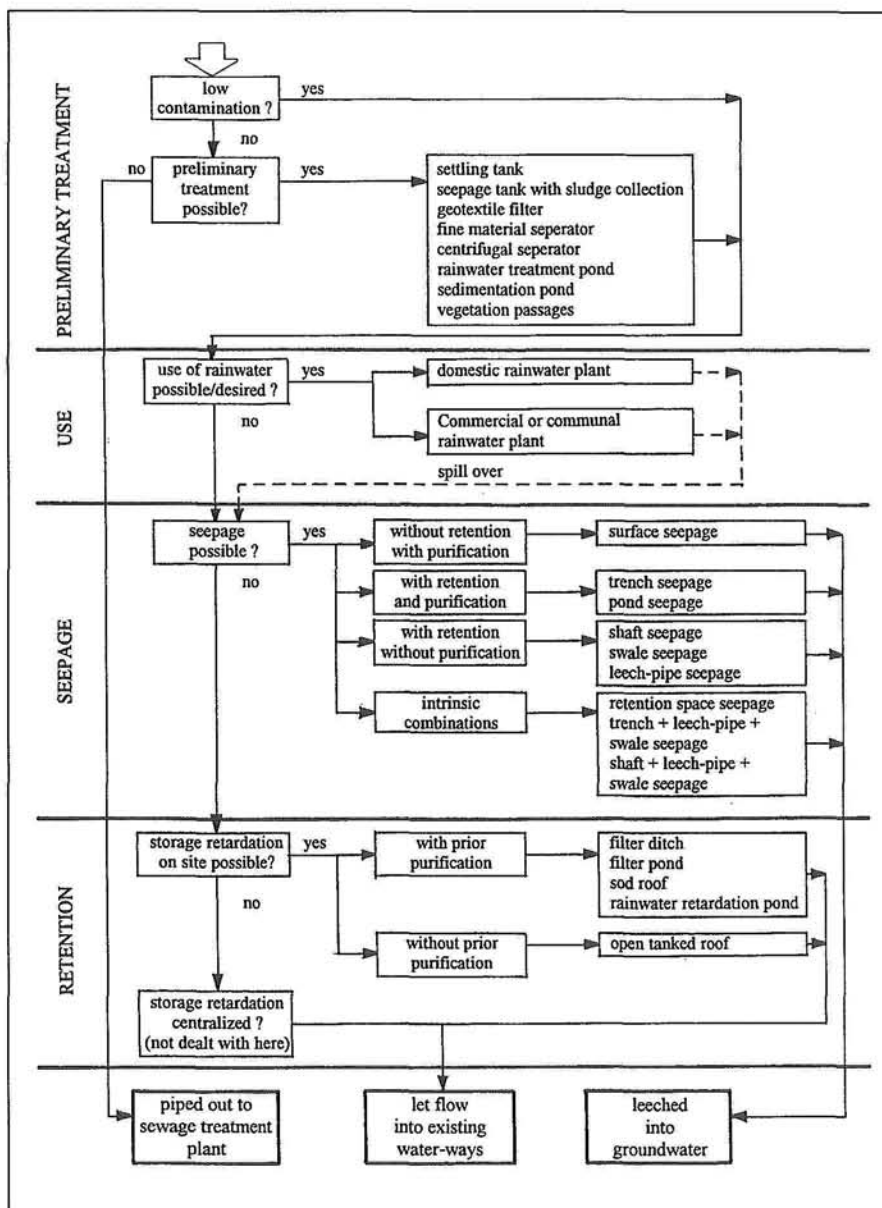 PRELIMINARY TREATMENT
low
contamination ?
yes
no
no
preliminary
treatment
possible?
yes
settling tank
seepage tank with sludge collection
geotextile filter
fine material seperator
centrifugal seperator
rainwater treatment pond
sedimentation pond
vegetation passages
USE
use of rainwater
possible/desired ?
yes
no
domestic rainwater plant
Commercial or communal
rainwater plant
spill over
SEEPAGE
seepage
possible ?
yes
no
without retention
with purification
surface seepage
with retention
and purification
trench seepage
pond seepage
with retention
without purification
shaft seepage
swale seepage
leech-pipe seepage
intrinsic
combinations
retention space seepage
trench + leech-pipe +
swale seepage
shaft + leech-pipe +
swale seepage
RETENTION
storage retardation
on site possible?
yes
no
with prior
purification
filter ditch
filter pond
sod roof
rainwater retardation pond
without prior
purification
open tanked roof
storage retardation
centralized ?
(not dealt with here)
piped out to
sewage treatment
plant
let flow
into existing
water-ways
leeched
into
groundwater